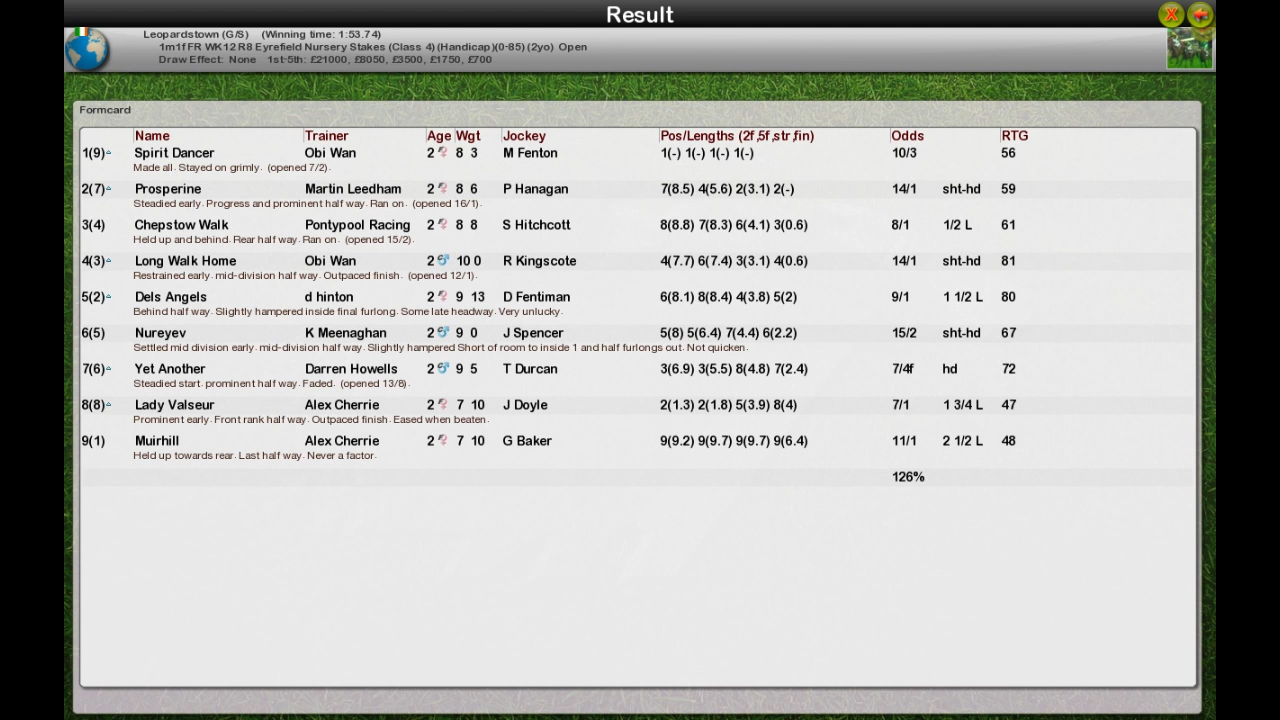 Result
Leopardstown (G/S) (Winning time: 1:53.74)
1m1f FR WK12 R8 Eyrefield Nursery Stakes (Class 4) (Handicap)(0-85) (2yo) Open
Draw Effect: None 1st-5th: £21000, £8050, £3500, £1750, £700
Formcard
Name Trainer Age Wgt Jockey Pos/Lengths (2f,5f,str,fin) Odds RTG
1(9) Spirit Dancer Obi Wan 2 8 3 M Fenton 1(-) 1(-) 1(-) 1(-) 10/3 56
Made all. Stayed on grimly. (opened 7/2).
2(7) Prosperine Martin Leedham 2 8 6 P Hanagan 7(8.5) 4(5.6) 2(3.1) 2(-) 14/1 sht-hd 59
Steadied early. Progress and prominent half way. Ran on. (opened 16/1).
3(4) Chepstow Walk Pontypool Racing 2 8 8 S Hitchcott 8(8.8) 7(8.3) 6(4.1) 3(0.6) 8/1 1/2 L 61
Held up and behind. Rear half way. Ran on. (opened 15/2).
4(3) Long Walk Home Obi Wan 2 10 0 R Kingscote 4(7.7) 6(7.4) 3(3.1) 4(0.6) 14/1 sht-hd 81
Restrained early. mid-division half way. Outpaced finish. (opened 12/1).
5(2) Dels Angels d hinton 2 9 13 D Fentiman 6(8.1) 8(8.4) 4(3.8) 5(2) 9/1 1 1/2 L 80
Behind half way. Slightly hampered inside final furlong. Some late headway. Very unlucky.
6(5) Nureyev K Meenaghan 2 9 0 J Spencer 5(8) 5(6.4) 7(4.4) 6(2.2) 15/2 sht-hd 67
Settled mid division early. mid-division half way. Slightly hampered Short of room to inside 1 and half furlongs out. Not quicken.
7(6) Yet Another Darren Howells 2 9 5 T Durcan 3(6.9) 3(5.5) 8(4.8) 7(2.4) 7/4f hd 72
Steadied start. prominent half way. Faded. (opened 13/8).
8(8) Lady Valseur Alex Cherrie 2 7 10 J Doyle 2(1.3) 2(1.8) 5(3.9) 8(4) 7/1 1 3/4 L 47
Prominent early. Front rank half way. Outpaced finish. Eased when beaten.
9(1) Muirhill Alex Cherrie 2 7 10 G Baker 9(9.2) 9(9.7) 9(9.7) 9(6.4) 11/1 2 1/2 L 48
Held up towards rear. Last half way. Never a factor.
126%